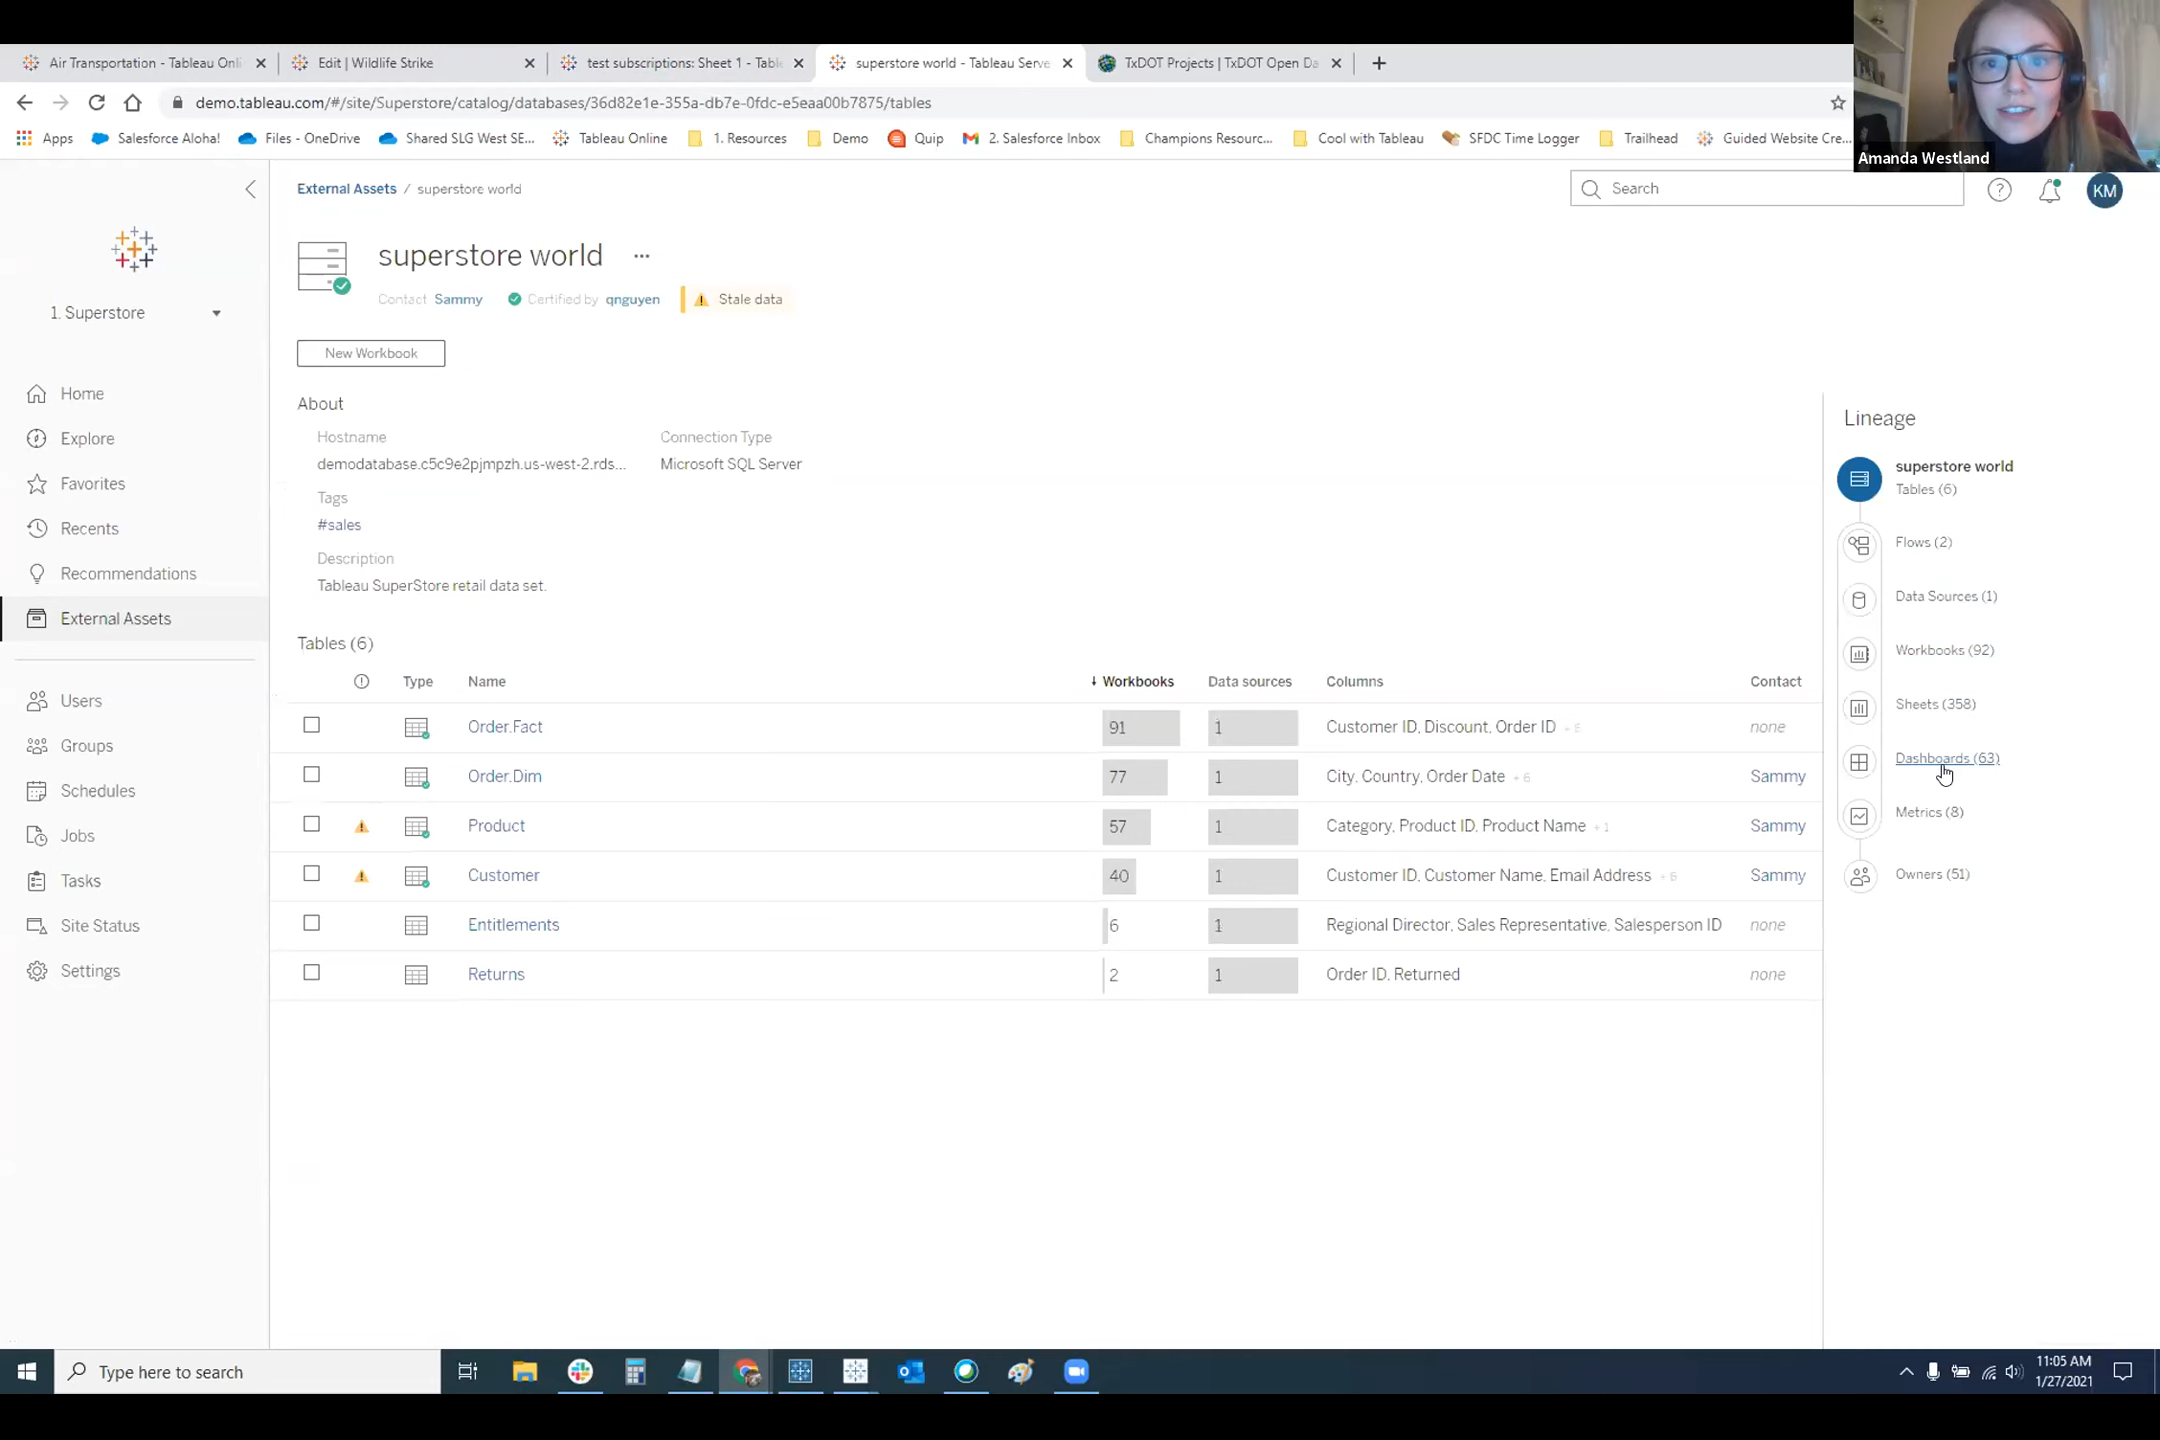 Air Transportation - Tableau Onli
Edit | Wildlife Strike
test subscriptions: Sheet 1 - Table
superstore world - Tableau Serve
TxDOT Projects | TxDOT Open Da
demo.tableau.com/#/site/Superstore/catalog/databases/36d82e1e-355a-db7e-0fdc-e5eaa00b7875/tables
Apps
Salesforce Aloha!
Files - OneDrive
Shared SLG West SE...
Tableau Online
1. Resources
Demo
Quip
2. Salesforce Inbox
Champions Resourc...
Cool with Tableau
SFDC Time Logger
Trailhead
Guided Website Cre...
Amanda Westland
External Assets / superstore world
Search
KM
superstore world ...
Contact Sammy
Certified by qnguyen
Stale data
1. Superstore
New Workbook
Home
Explore
Favorites
Recents
Recommendations
External Assets
Users
Groups
Schedules
Jobs
Tasks
Site Status
Settings
About
Hostname
Connection Type
demodatabase.c5c9e2pjmpzh.us-west-2.rds...
Microsoft SQL Server
Tags
#sales
Description
Tableau SuperStore retail data set.
Tables (6)
Type Name Workbooks Data sources Columns Contact
Order.Fact 91 1 Customer ID, Discount, Order ID none
Order.Dim 77 1 City, Country, Order Date + 6 Sammy
Product 57 1 Category, Product ID, Product Name + 1 Sammy
Customer 40 1 Customer ID, Customer Name, Email Address + 6 Sammy
Entitlements 6 1 Regional Director, Sales Representative, Salesperson ID none
Returns 2 1 Order ID, Returned none
Lineage
superstore world
Tables (6)
Flows (2)
Data Sources (1)
Workbooks (92)
Sheets (358)
Dashboards (63)
Metrics (8)
Owners (51)
Type here to search
11:05 AM
1/27/2021